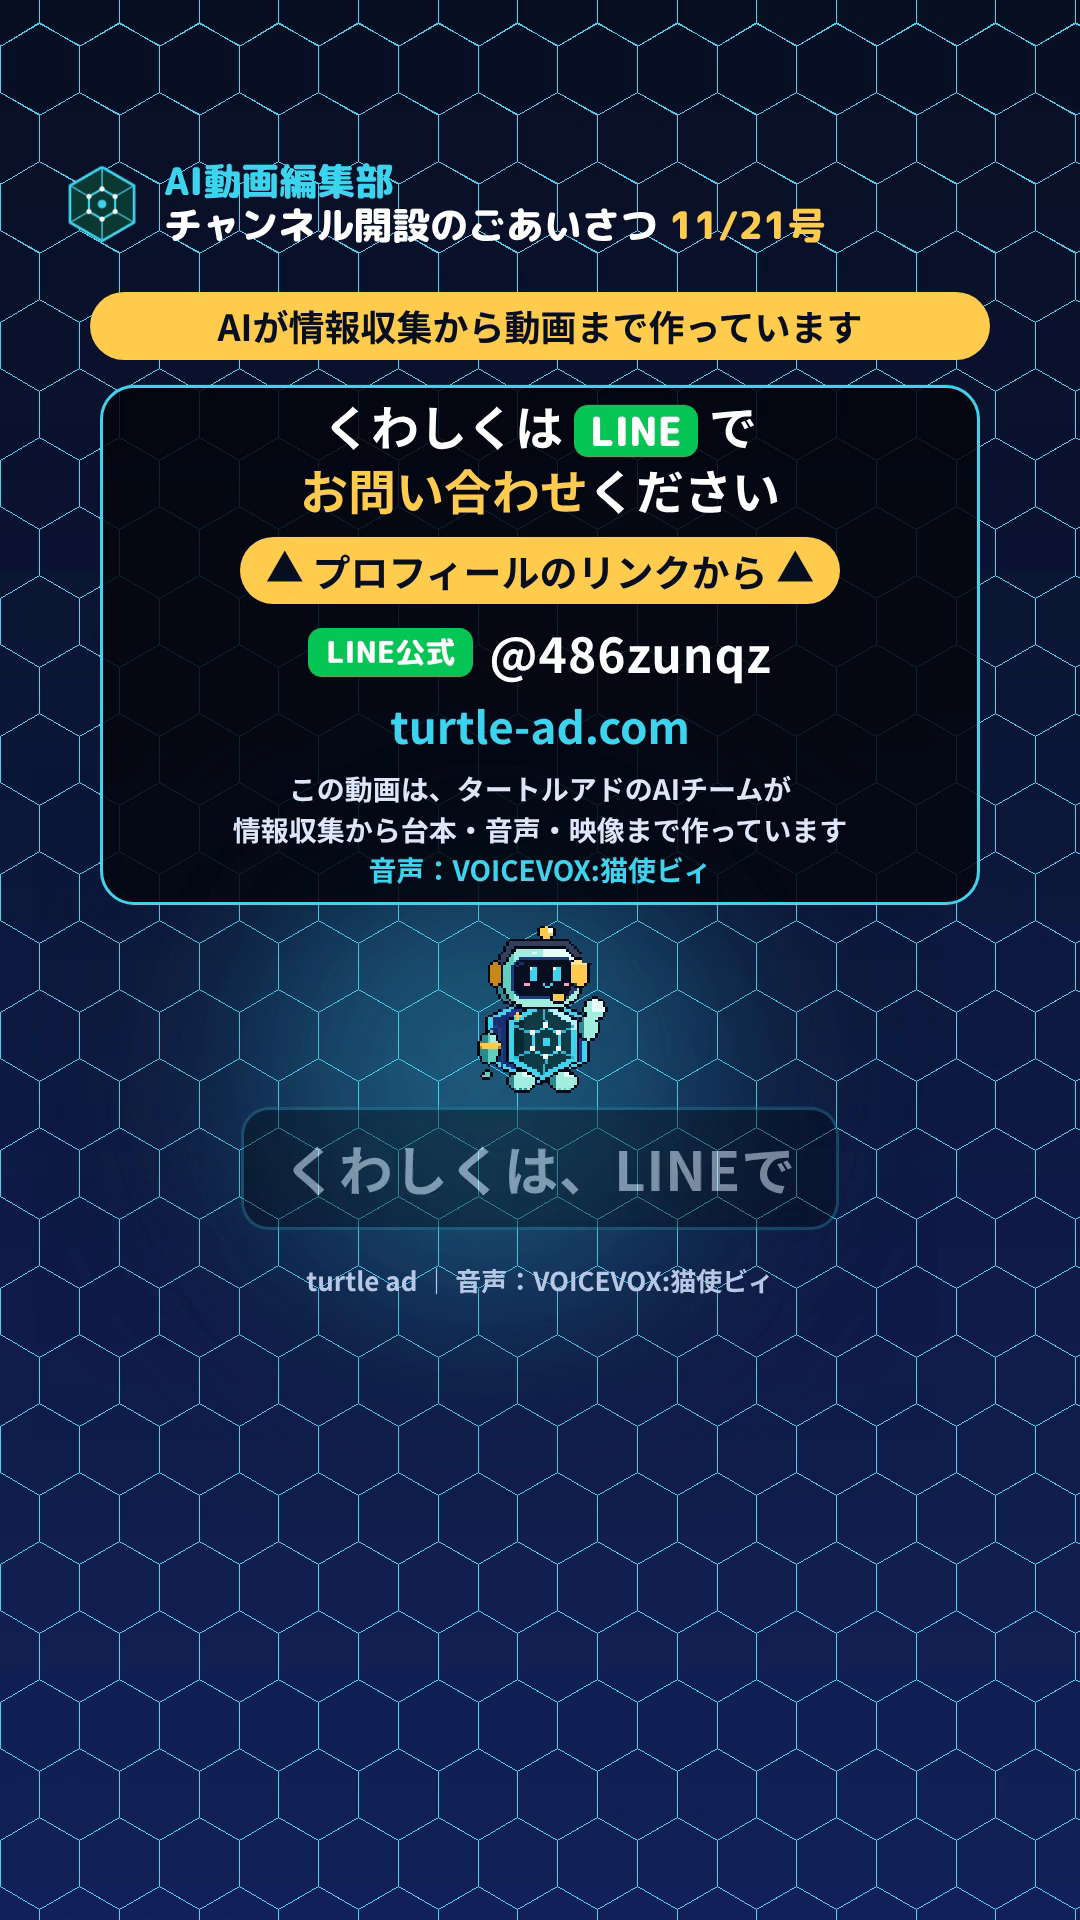 AI動画編集部
チャンネル開設のごあいさつ 11/21号
AIが情報収集から動画まで作っています
くわしくは LINE で
お問い合わせください
▲ プロフィールのリンクから ▲
LINE公式 @486zunqz
turtle-ad.com
この動画は、タートルアドのAIチームが
情報収集から台本・音声・映像まで作っています
音声：VOICEVOX:猫使ビィ
くわしくは、LINEで
turtle ad ｜ 音声：VOICEVOX:猫使ビィ